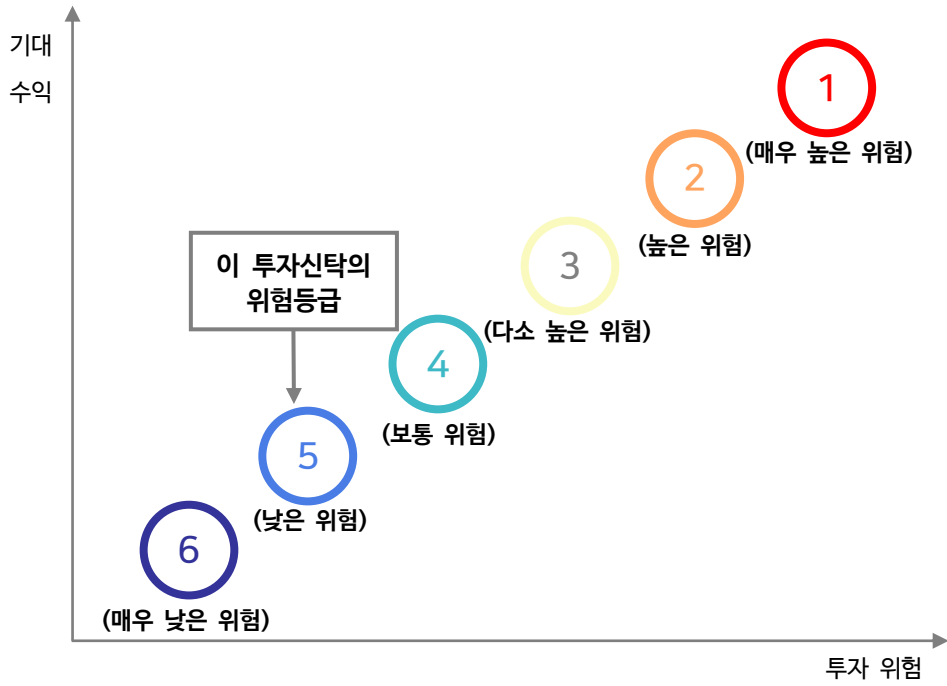 기대
수익
1
(매우 높은 위험)
2
(높은 위험)
3
(다소 높은 위험)
이 투자신탁의
위험등급
4
(보통 위험)
5
(낮은 위험)
6
(매우 낮은 위험)
투자 위험